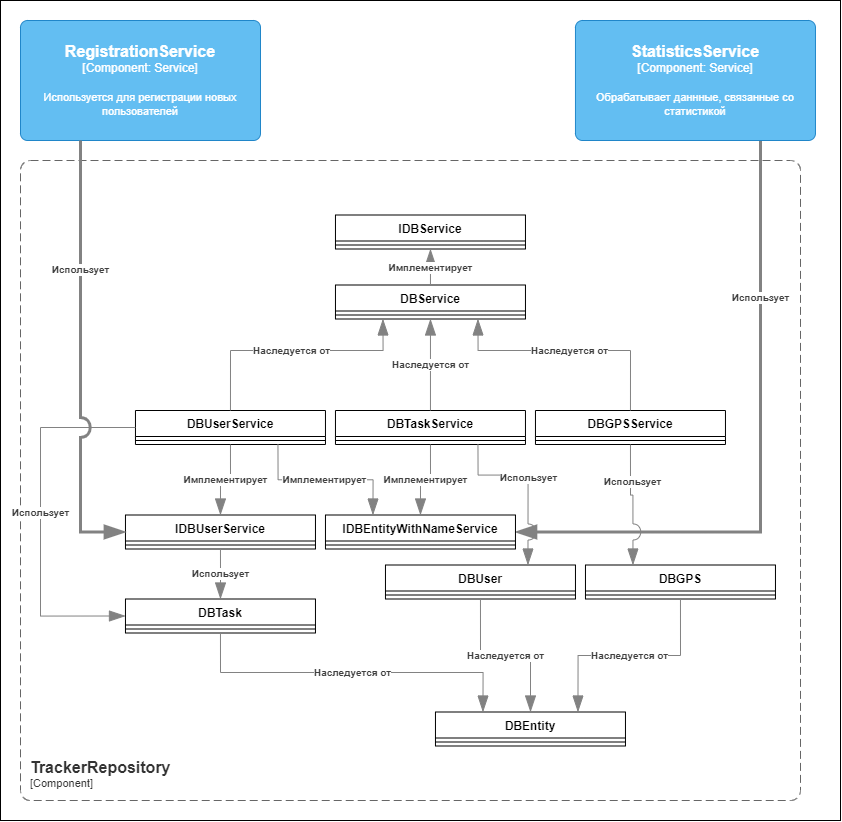 RegistrationService
[Component: Service]
Используется для регистрации новых
пользователей
StatisticsService
[Component: Service]
Обрабатывает даннные, связанные со
статистикой
IDBService
Использует
Имплементирует
DBService
Использует
Наследуется от
Наследуется от
Наследуется от
DBUserService
DBTaskService
DBGPSService
Имплементирует
Имплементирует
Имплементирует
Использует
Использует
Использует
IDBUserService
IDBEntityWithNameService
Использует
DBUser
DBGPS
DBTask
Наследуется от
Наследуется от
Наследуется от
DBEntity
TrackerRepository
[Component]